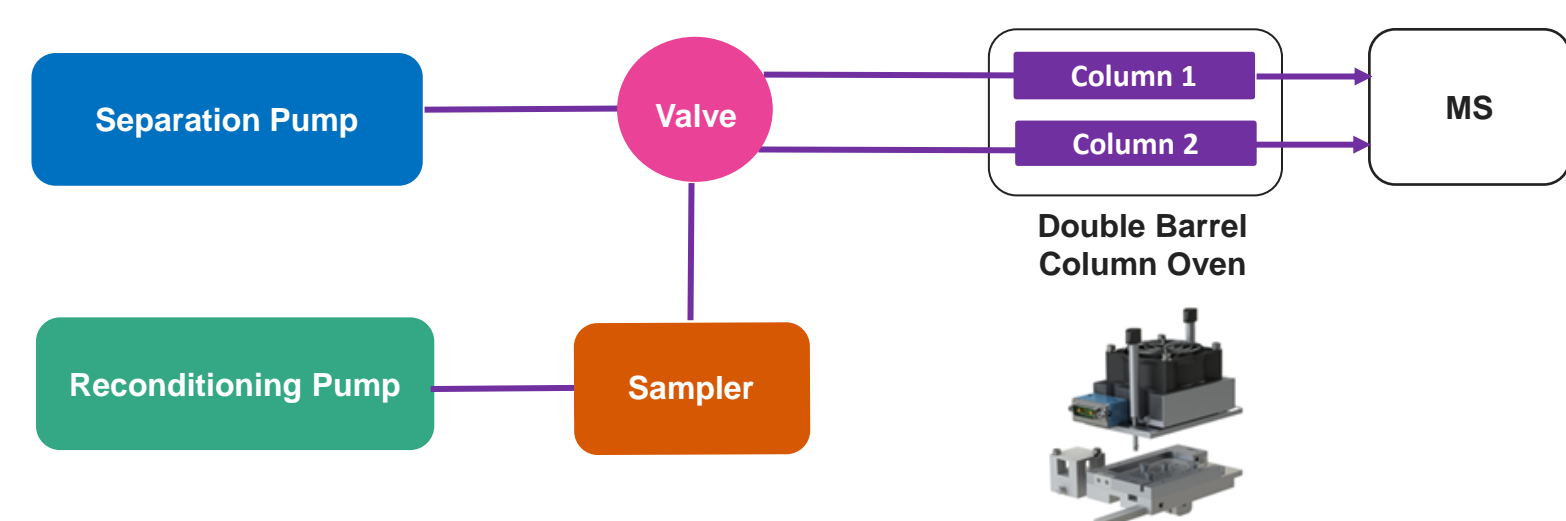 Separation Pump
Valve
Column 1
Column 2
MS
Double Barrel
Column Oven
Reconditioning Pump
Sampler